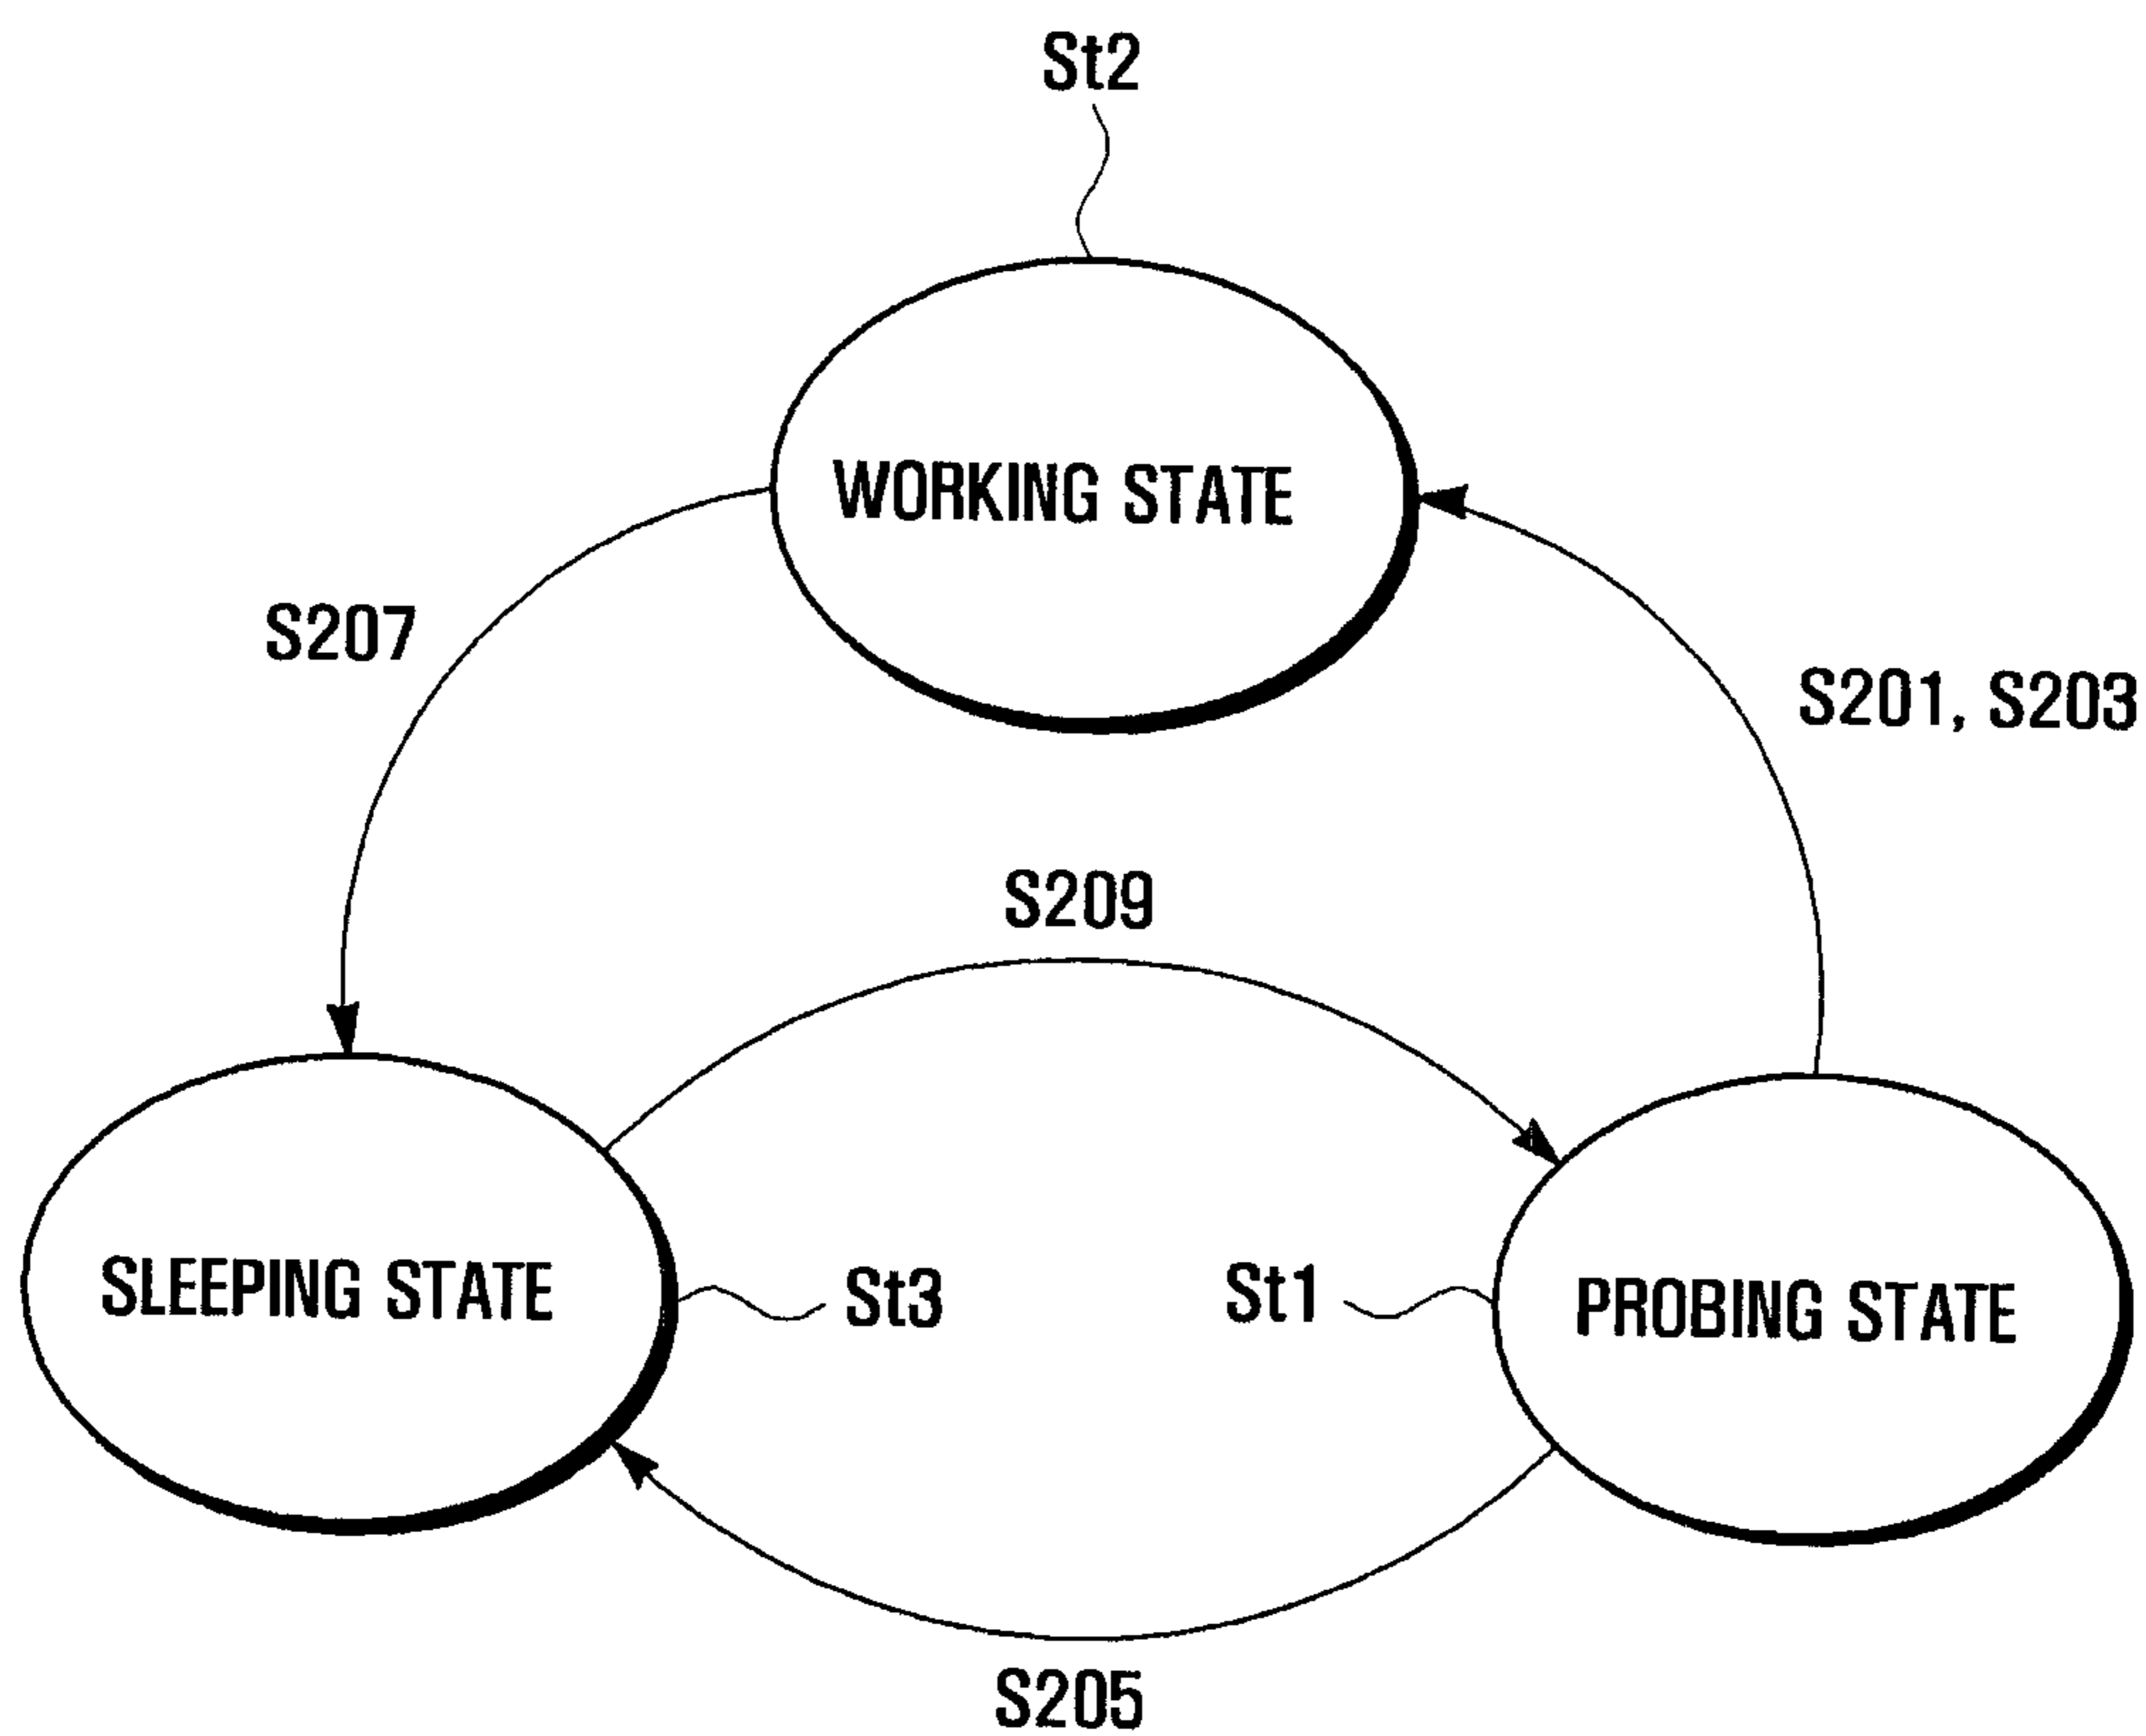 St2
WORKING STATE
S207
S201, S203
S209
SLEEPING STATE
St3
St1
PROBING STATE
S205